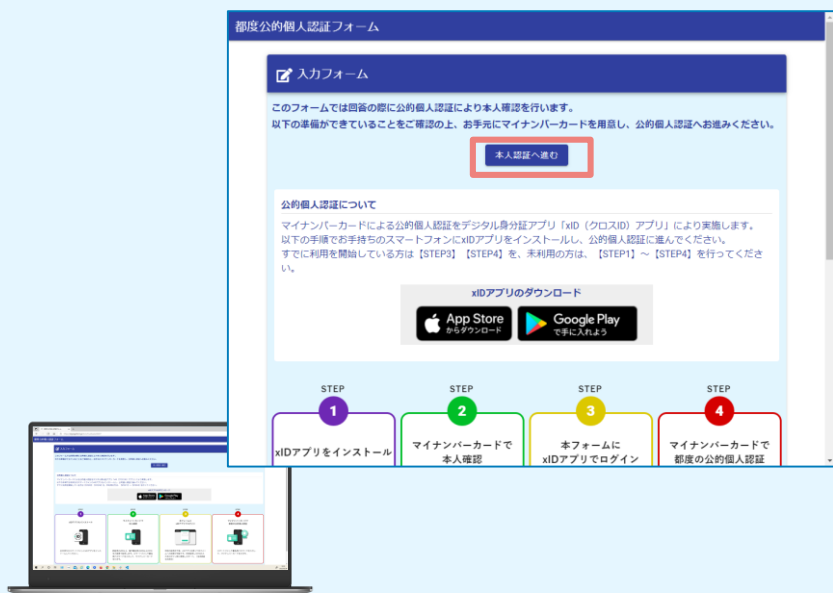 都度公的個人認証フォーム
入力フォーム
このフォームでは回答の際に公的個人認証により本人確認を行います。
以下の準備ができていることをご確認の上、お手元にマイナンバーカードを用意し、公的個人認証へお進みください。
本人認証へ進む
公的個人認証について
マイナンバーカードによる公的個人認証をデジタル身分証アプリ「xID（クロスID）アプリ」により実施します。
以下の手順でお手持ちのスマートフォンにxIDアプリをインストールし、公的個人認証に進んでください。
すでに利用を開始している方は【STEP3】【STEP4】を、未利用の方は、【STEP1】～【STEP4】を行ってくださ
い。
xIDアプリのダウンロード
App Store
からダウンロード
Google Play
で手に入れよう
STEP
1
xIDアプリをインストール
STEP
2
マイナンバーカードで
本人確認
STEP
3
本フォームに
xIDアプリでログイン
STEP
4
マイナンバーカードで
都度の公的個人認証